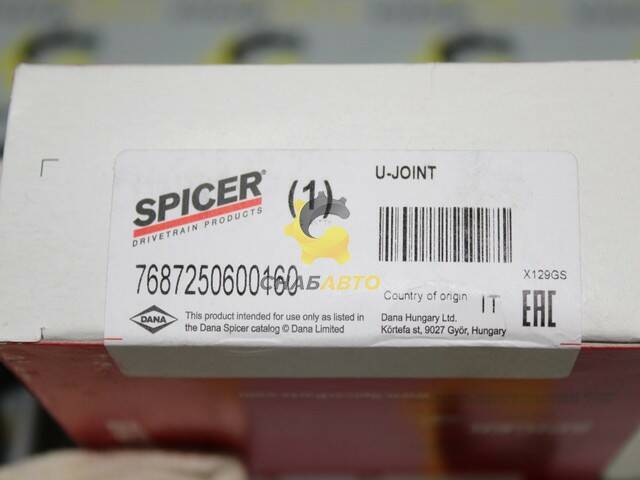 SPICER®
DRIVETRAIN PRODUCTS
(1)
U-JOINT
7687250600160
СНАБАВТО
X129GS
Country of origin IT
EAC
DANA
This product intended for use only as listed in
the Dana Spicer catalog © Dana Limited
Dana Hungary Ltd.
Körtefa st, 9027 Győr, Hungary